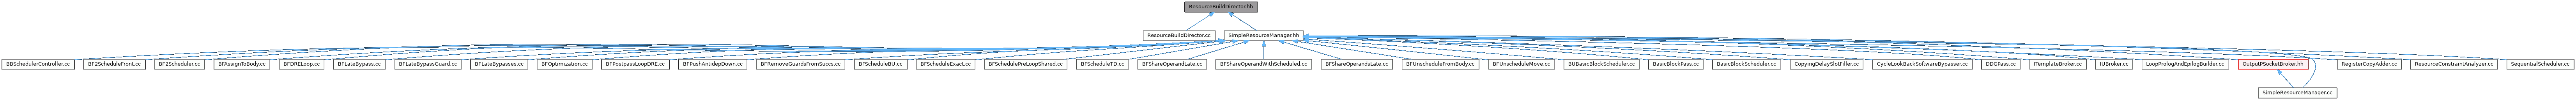 ResourceBuildDirector.hh
ResourceBuildDirector.cc
SimpleResourceManager.hh
BBSchedulerController.cc
BF2ScheduleFront.cc
BF2Scheduler.cc
BFAssignToBody.cc
BFDRELoop.cc
BFLateBypass.cc
BFLateBypassGuard.cc
BFLateBypasses.cc
BFOptimization.cc
BFPostpassLoopDRE.cc
BFPushAntidepDown.cc
BFRemoveGuardsFromSuccs.cc
BFScheduleBU.cc
BFScheduleExact.cc
BFSchedulePreLoopShared.cc
BFScheduleTD.cc
BFShareOperandLate.cc
BFShareOperandWithScheduled.cc
BFShareOperandsLate.cc
BFUnscheduleFromBody.cc
BFUnscheduleMove.cc
BUBasicBlockScheduler.cc
BasicBlockPass.cc
BasicBlockScheduler.cc
CopyingDelaySlotFiller.cc
CycleLookBackSoftwareBypasser.cc
DDGPass.cc
ITemplateBroker.cc
IUBroker.cc
LoopPrologAndEpilogBuilder.cc
OutputPSocketBroker.hh
RegisterCopyAdder.cc
ResourceConstraintAnalyzer.cc
SequentialScheduler.cc
SimpleResourceManager.cc